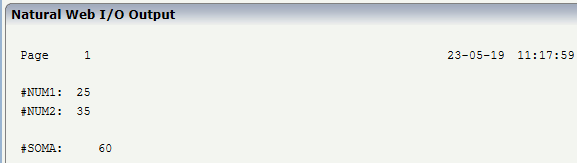 Natural Web I/O Output
Page 1 23-05-19 11:17:59
#NUM1: 25
#NUM2: 35
#SOMA: 60